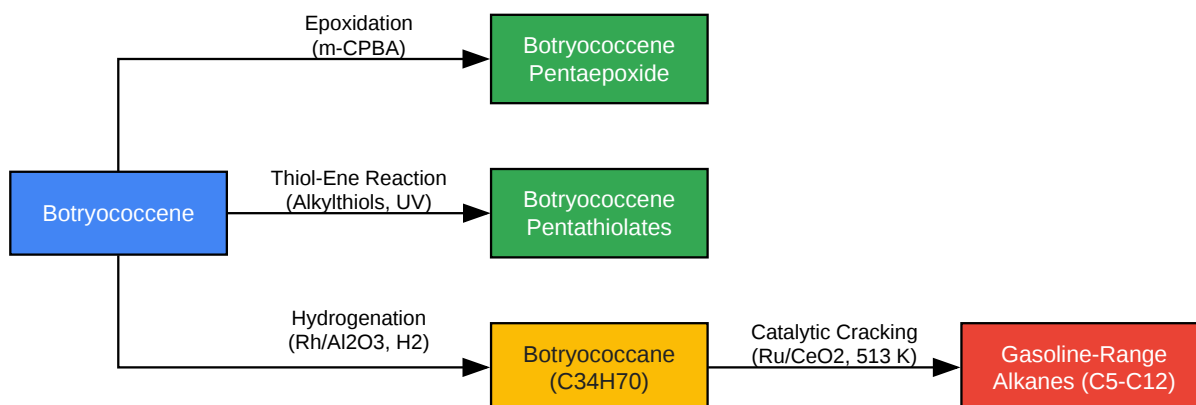 Epoxidation
(m-CPBA)
Botryococcene
Pentaepoxide
Botryococcene
Thiol-Ene Reaction
(Alkylthiols, UV)
Botryococcene
Pentathiolates
Hydrogenation
(Rh/Al2O3, H2)
Botryococcane
(C34H70)
Catalytic Cracking
(Ru/CeO2, 513 K)
Gasoline-Range
Alkanes (C5-C12)